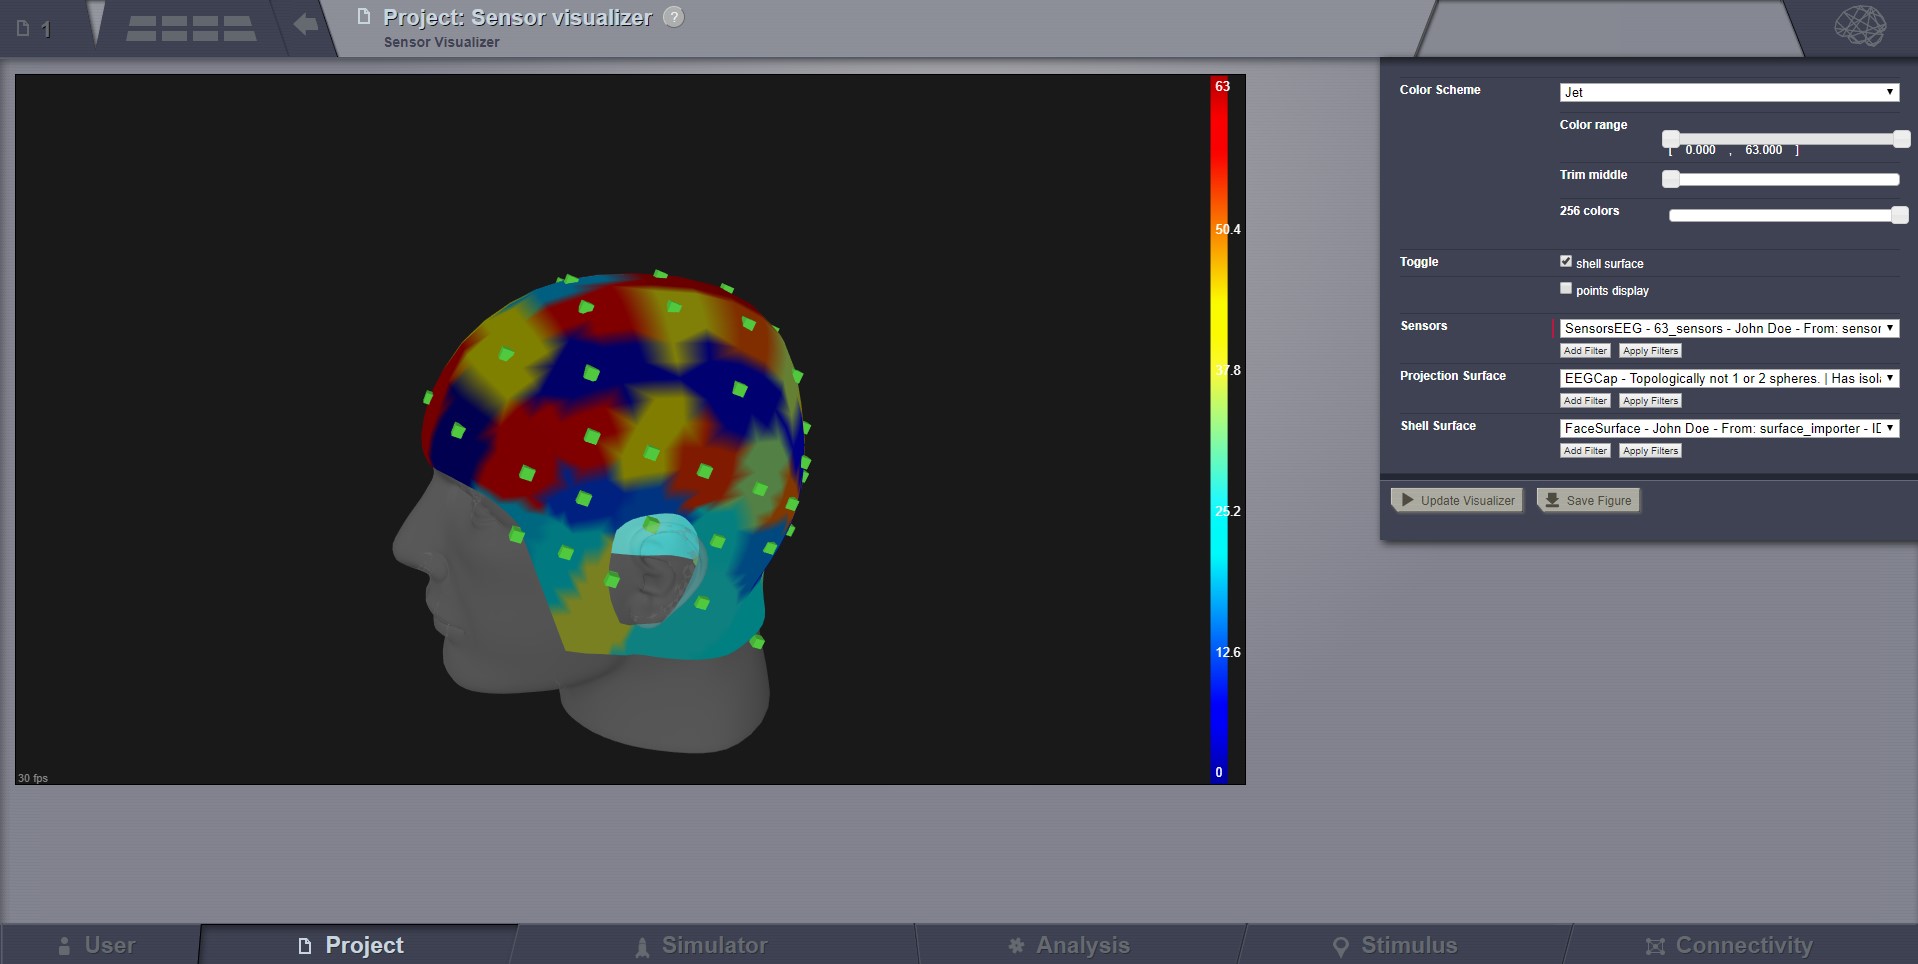 1
Project: Sensor visualizer ?
Sensor Visualizer
63
50.4
37.8
25.2
12.6
0
30 fps
Color Scheme
Jet
Color range
[ 0.000 , 63.000 ]
Trim middle
256 colors
Toggle
shell surface
points display
Sensors
SensorsEEG - 63_sensors - John Doe - From: sensor
Add Filter Apply Filters
Projection Surface
EEGCap - Topologically not 1 or 2 spheres. | Has isol
Add Filter Apply Filters
Shell Surface
FaceSurface - John Doe - From: surface_importer - ID
Add Filter Apply Filters
Update Visualizer Save Figure
User Project Simulator Analysis Stimulus Connectivity